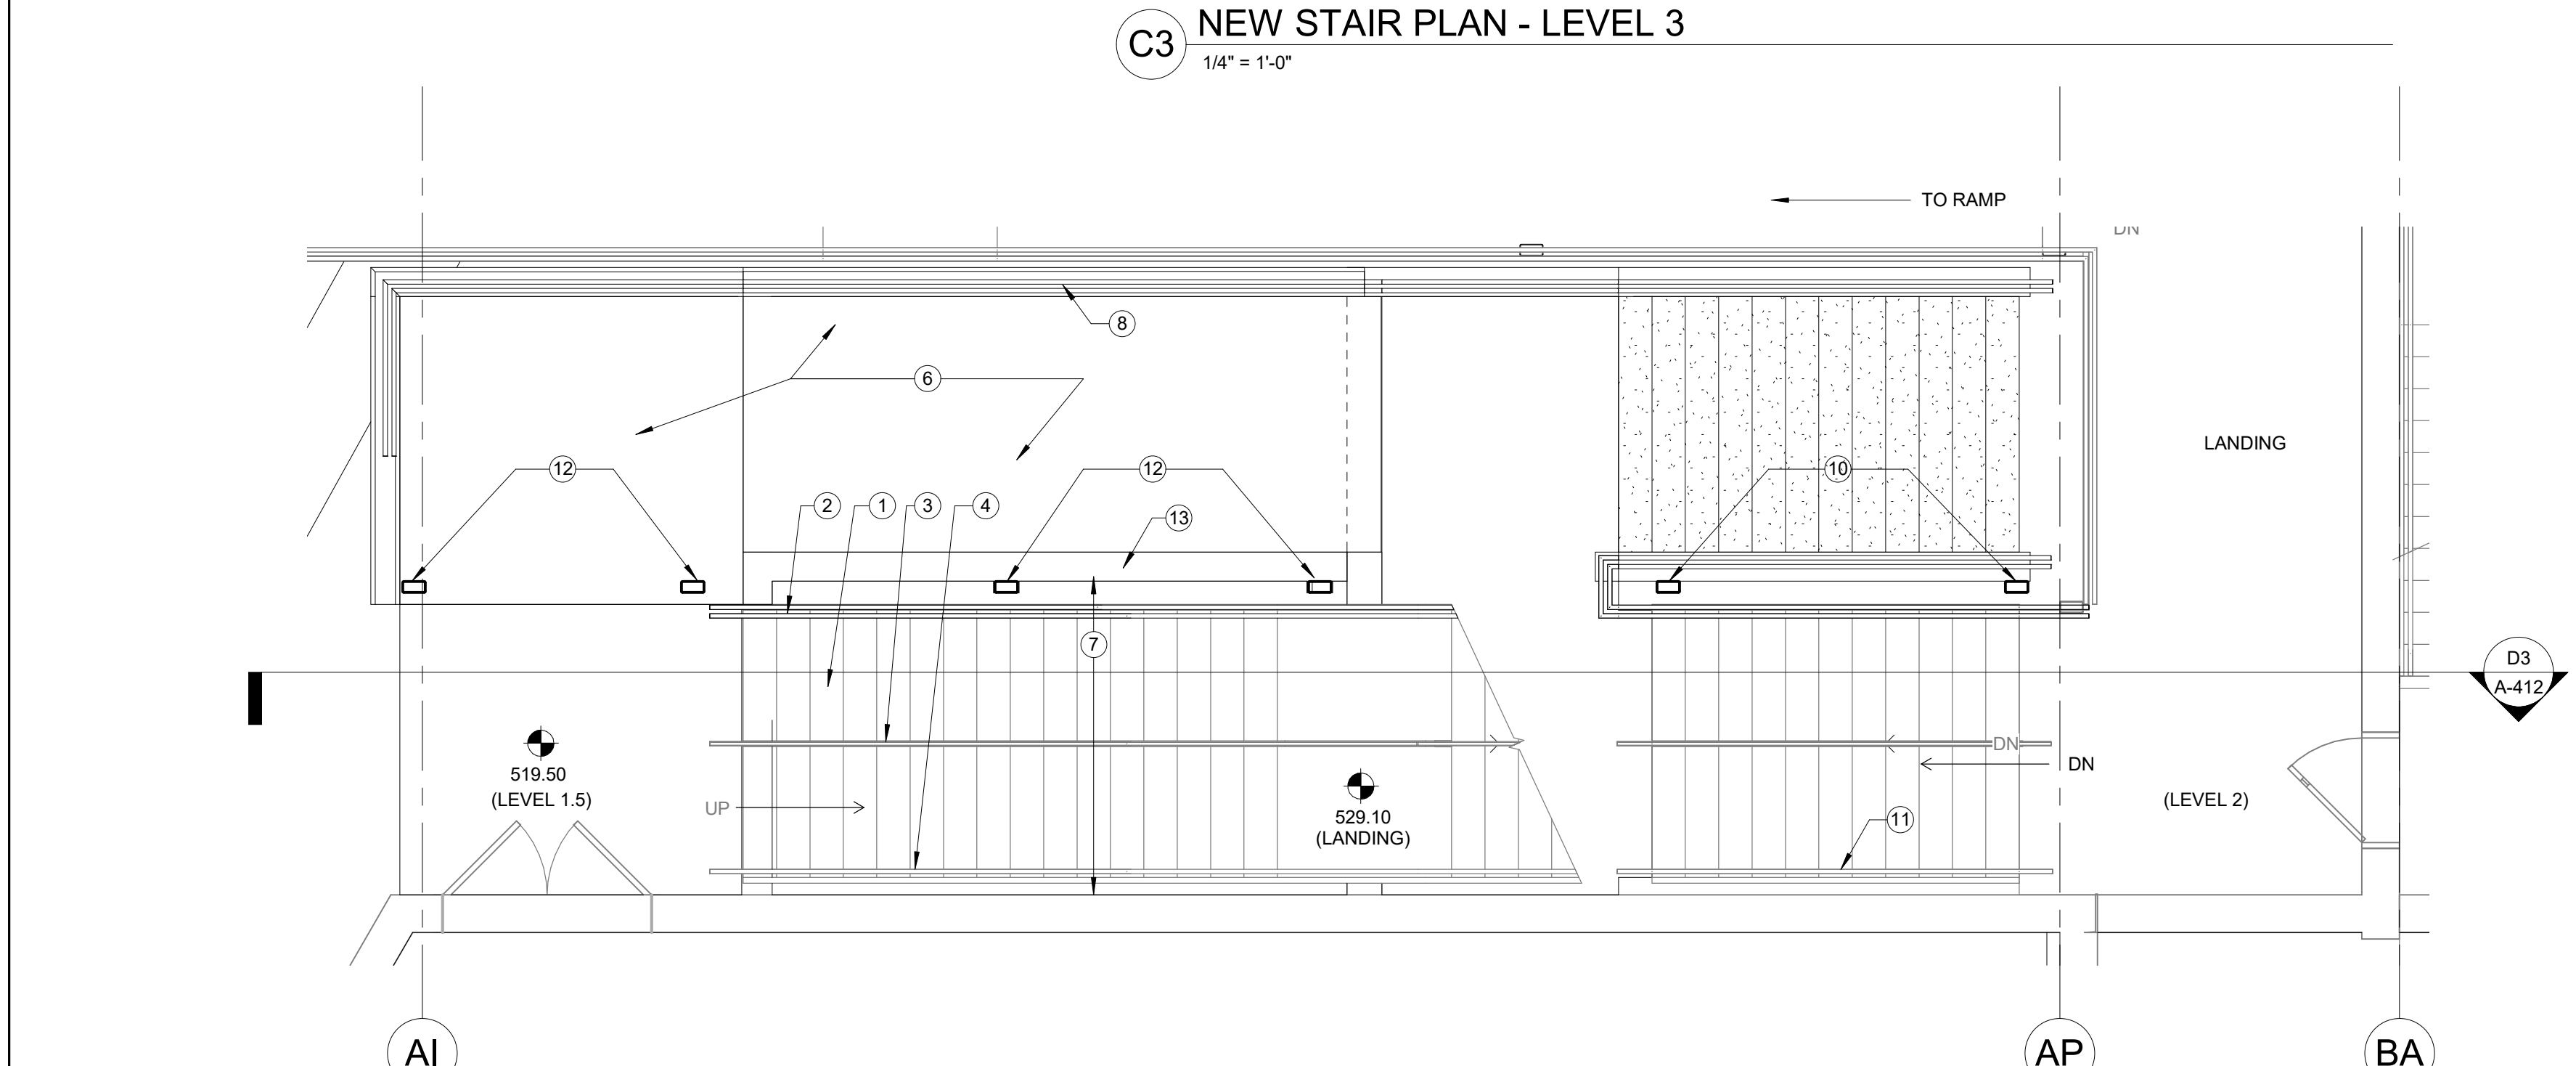 C3 NEW STAIR PLAN - LEVEL 3
1/4" = 1'-0"
TO RAMP
DN
8
6
LANDING
12
12
10
2
1
3
4
13
7
D3
A-412
519.50
(LEVEL 1.5)
UP
529.10
(LANDING)
DN
DN
(LEVEL 2)
11
AI
AP
BA